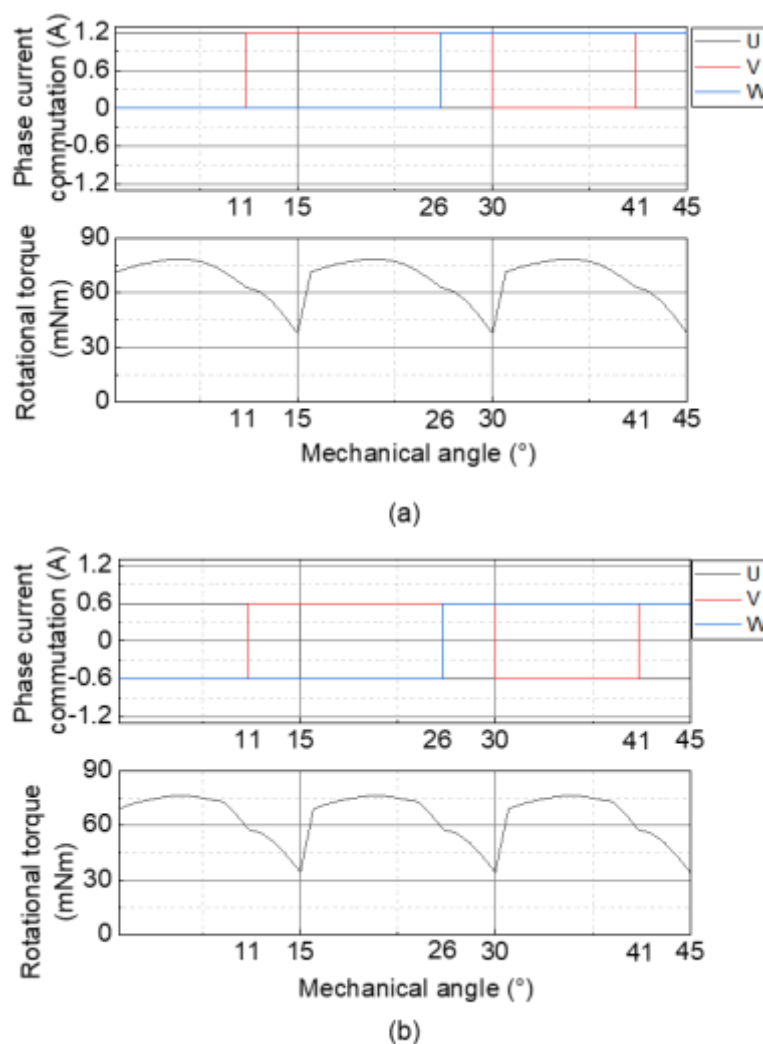 Phase current
commutation (A)
1.2
0.6
0
-0.6
-1.2
11 15 26 30 41 45
U
V
W
Rotational torque
(mNm)
90
60
30
0
11 15 26 30 41 45
Mechanical angle (°)
(a)
Phase current
commutation (A)
1.2
0.6
0
-0.6
-1.2
11 15 26 30 41 45
U
V
W
Rotational torque
(mNm)
90
60
30
0
11 15 26 30 41 45
Mechanical angle (°)
(b)